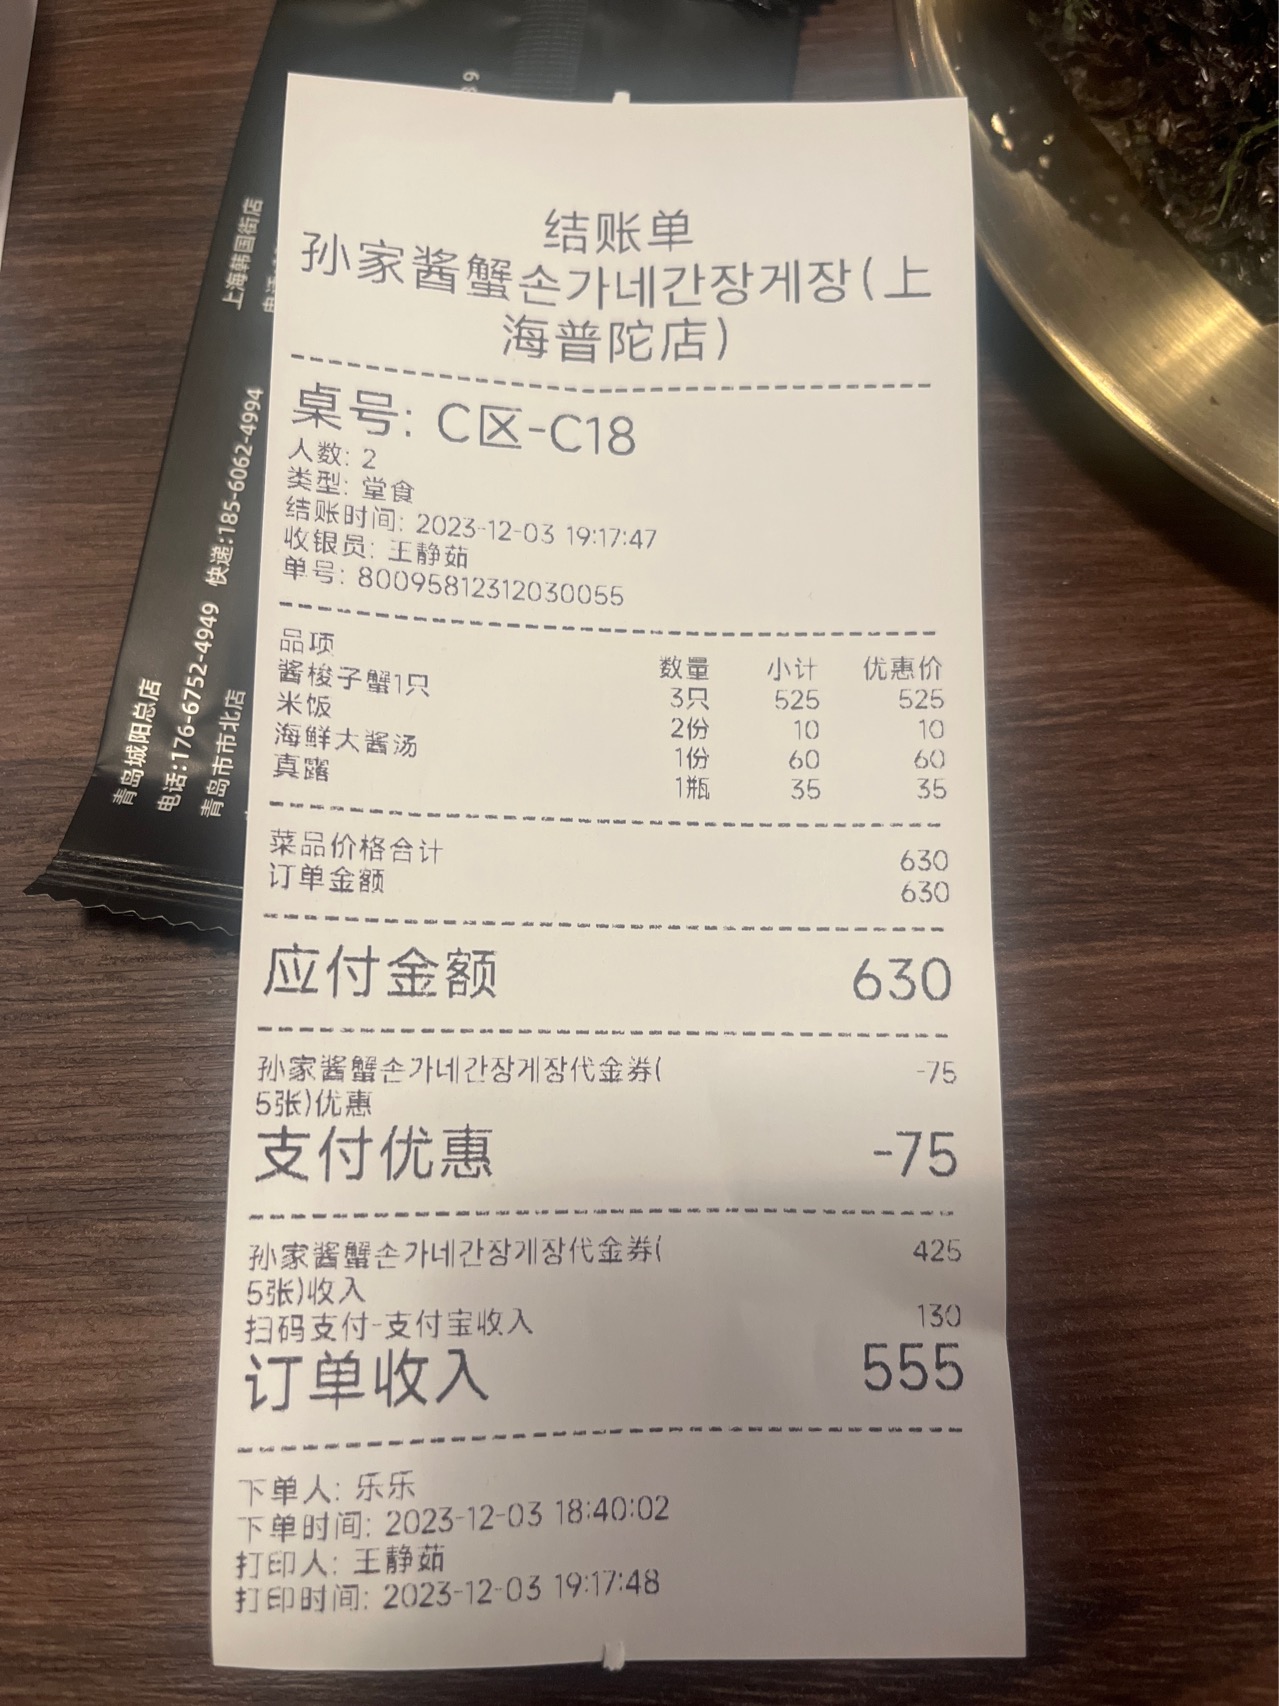 结账单
孙家酱蟹손가네간장게장(上
海普陀店)
桌号: C区-C18
人数: 2
类型: 堂食
结账时间: 2023-12-03 19:17:47
收银员: 王静茹
单号: 80095812312030055
品项 数量 小计 优惠价
酱梭子蟹1只 3只 525 525
米饭 2份 10 10
海鲜大酱汤 1份 60 60
真露 1瓶 35 35
菜品价格合计 630
订单金额 630
应付金额 630
孙家酱蟹손가네간장게장代金券( -75
5张)优惠
支付优惠 -75
孙家酱蟹손가네간장게장代金券( 425
5张)收入
扫码支付-支付宝收入 130
订单收入 555
下单人: 乐乐
下单时间: 2023-12-03 18:40:02
打印人: 王静茹
打印时间: 2023-12-03 19:17:48
青岛城阳总店
电话:176-6752-4949 快递:185-6062-4994
上海韩国街店
青岛市市北店